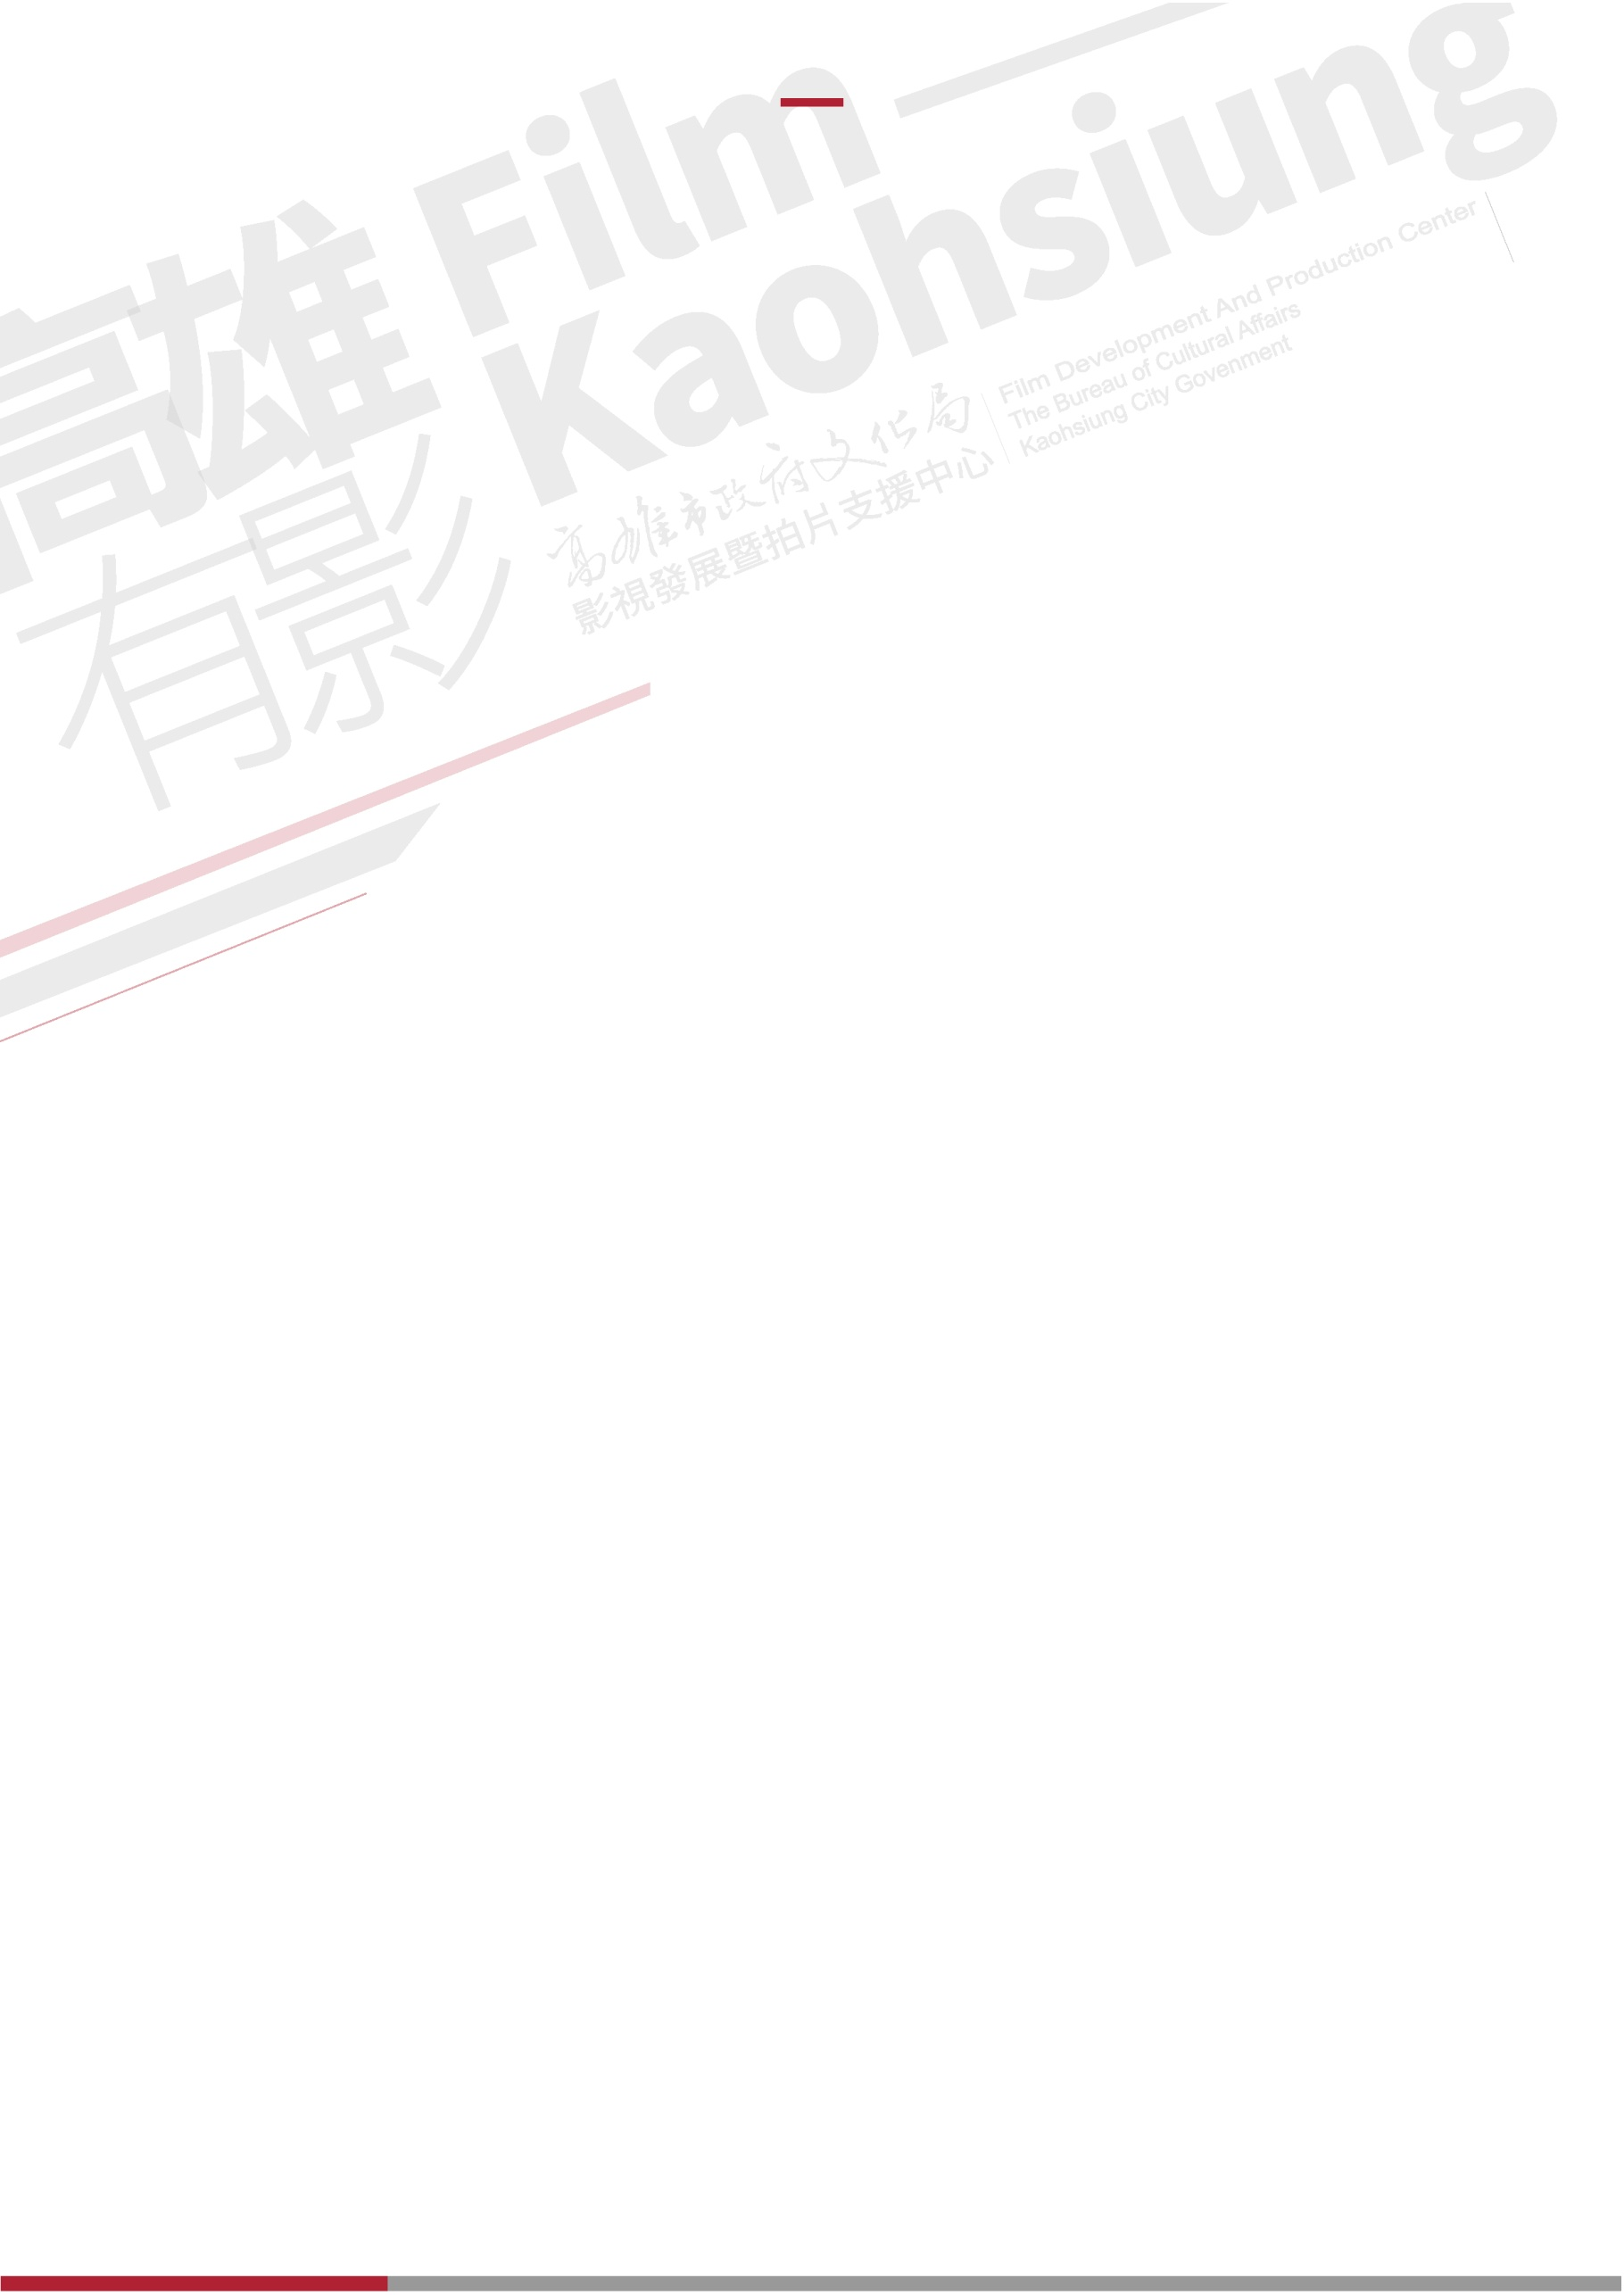 高雄
有影
Film
Kaohsiung
高雄市政府文化局
影視發展暨拍片支援中心
Film Development And Production Center
The Bureau of Cultural Affairs
Kaohsiung City Govenment